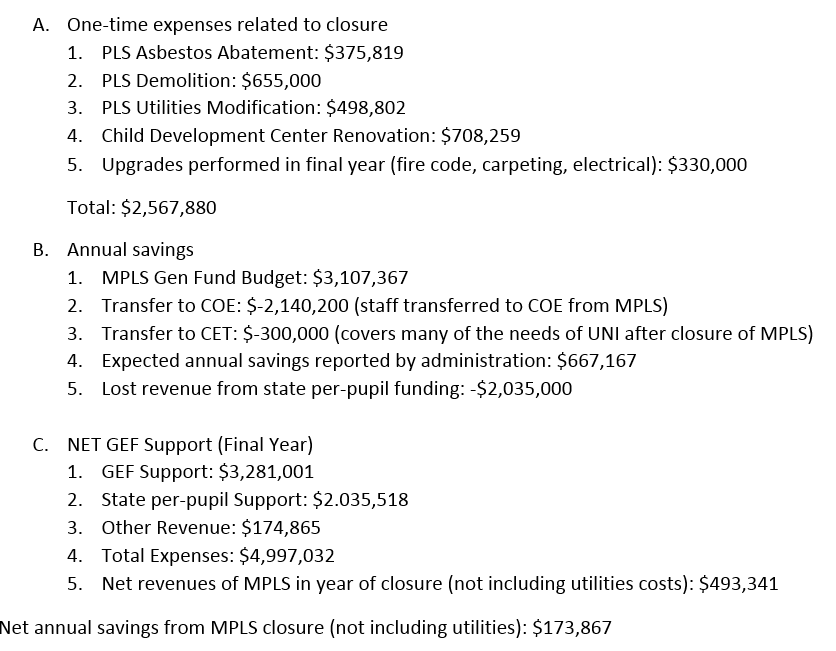 A. One-time expenses related to closure
1. PLS Asbestos Abatement: $375,819
2. PLS Demolition: $655,000
3. PLS Utilities Modification: $498,802
4. Child Development Center Renovation: $708,259
5. Upgrades performed in final year (fire code, carpeting, electrical): $330,000
Total: $2,567,880
B. Annual savings
1. MPLS Gen Fund Budget: $3,107,367
2. Transfer to COE: $-2,140,200 (staff transferred to COE from MPLS)
3. Transfer to CET: $-300,000 (covers many of the needs of UNI after closure of MPLS)
4. Expected annual savings reported by administration: $667,167
5. Lost revenue from state per-pupil funding: -$2,035,000
C. NET GEF Support (Final Year)
1. GEF Support: $3,281,001
2. State per-pupil Support: $2.035,518
3. Other Revenue: $174,865
4. Total Expenses: $4,997,032
5. Net revenues of MPLS in year of closure (not including utilities costs): $493,341
Net annual savings from MPLS closure (not including utilities): $173,867